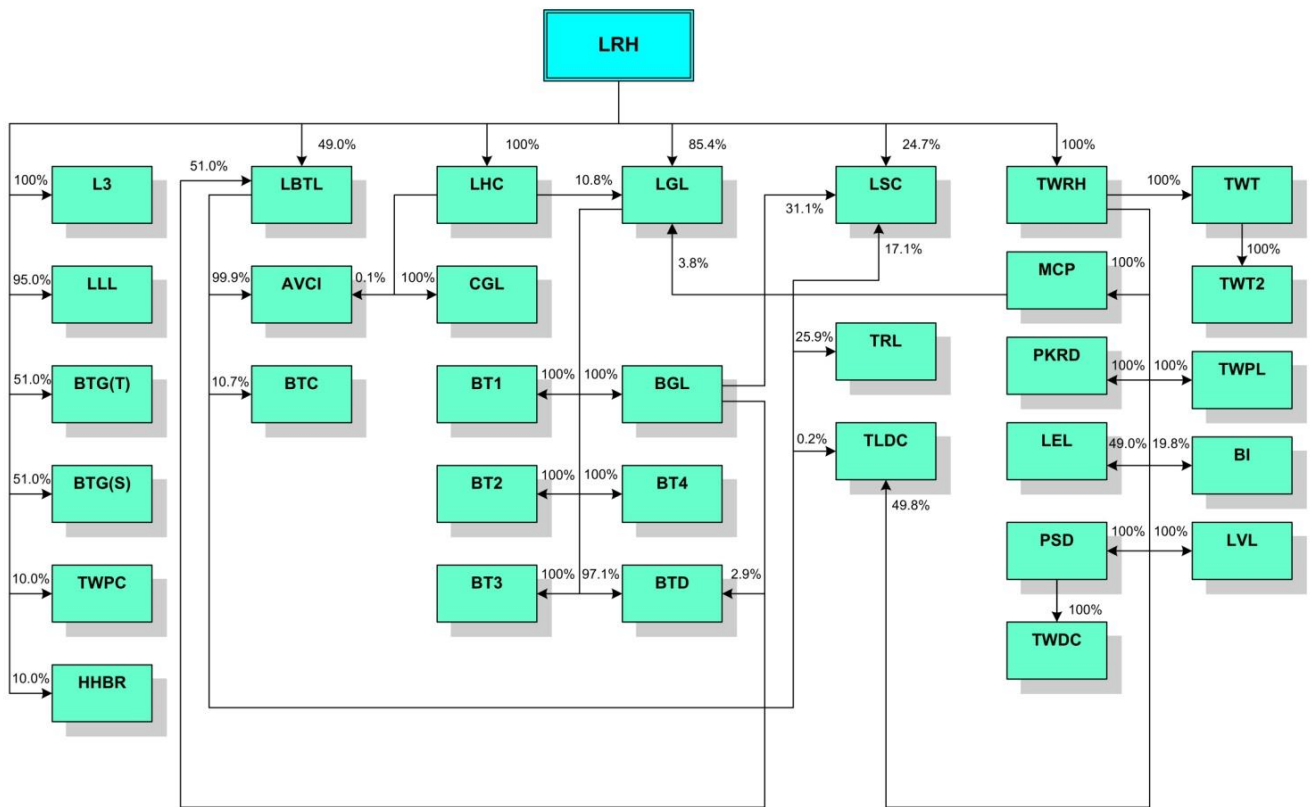 LRH
49.0%
100%
85.4%
24.7%
100%
51.0%
100%
L3
LBTL
LHC
10.8%
LGL
31.1%
LSC
TWRH
100%
TWT
17.1%
3.8%
100%
100%
95.0%
LLL
99.9%
AVCI
0.1%
100%
CGL
MCP
TWT2
25.9%
TRL
51.0%
BTG(T)
10.7%
BTC
BT1
100%
100%
BGL
PKRD
100%
100%
TWPL
0.2%
TLDC
LEL
49.0%
19.8%
BI
51.0%
BTG(S)
BT2
100%
100%
BT4
49.8%
PSD
100%
100%
LVL
10.0%
TWPC
BT3
100%
97.1%
BTD
2.9%
100%
TWDC
10.0%
HHBR